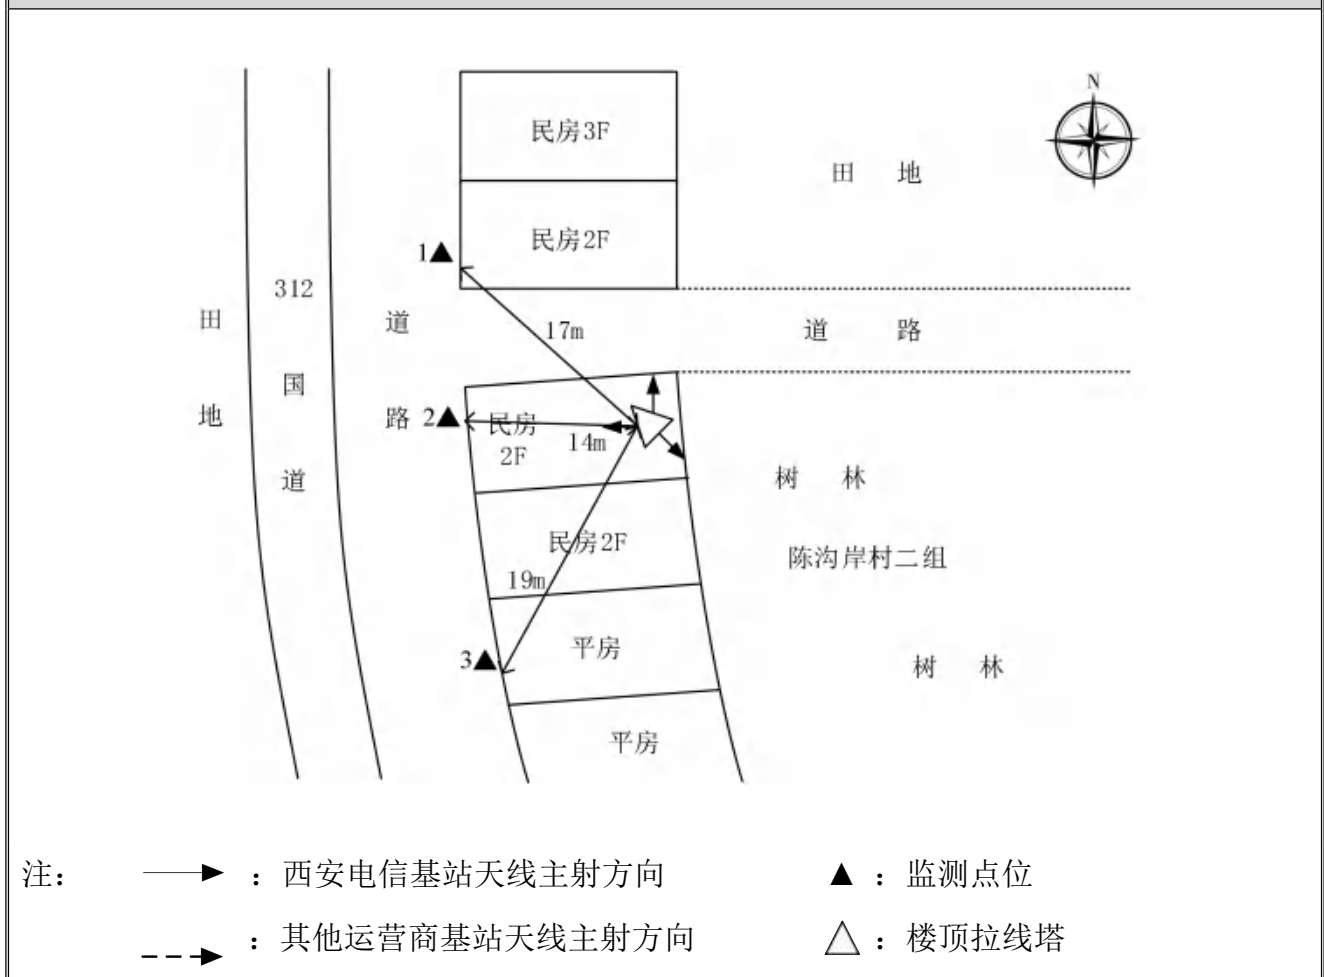 N
民房3F
田 地
民房2F
1▲
312
国
道
田
地
道
路
17m
道 路
2▲
民房
2F
14m
树 林
民房2F
陈沟岸村二组
19m
平房
3▲
树 林
平房
注: : 西安电信基站天线主射方向 ▲ : 监测点位
: 其他运营商基站天线主射方向 △ : 楼顶拉线塔